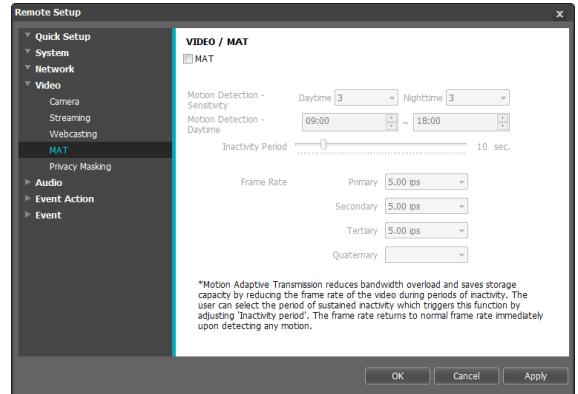 Remote Setup
x
Quick Setup
System
Network
Video
Camera
Streaming
Webcasting
MAT
Privacy Masking
Audio
Event Action
Event
VIDEO / MAT
MAT
Motion Detection - Sensitivity
Daytime 3 Nighttime 3
Motion Detection - Daytime
09:00 ~ 18:00
Inactivity Period 10 sec.
Frame Rate Primary 5.00 ips
Secondary 5.00 ips
Tertiary 5.00 ips
Quaternary
*Motion Adaptive Transmission reduces bandwidth overload and saves storage
capacity by reducing the frame rate of the video during periods of inactivity. The
user can select the period of sustained inactivity which triggers this function by
adjusting 'Inactivity period'. The frame rate returns to normal frame rate immediately
upon detecting any motion.
OK Cancel Apply